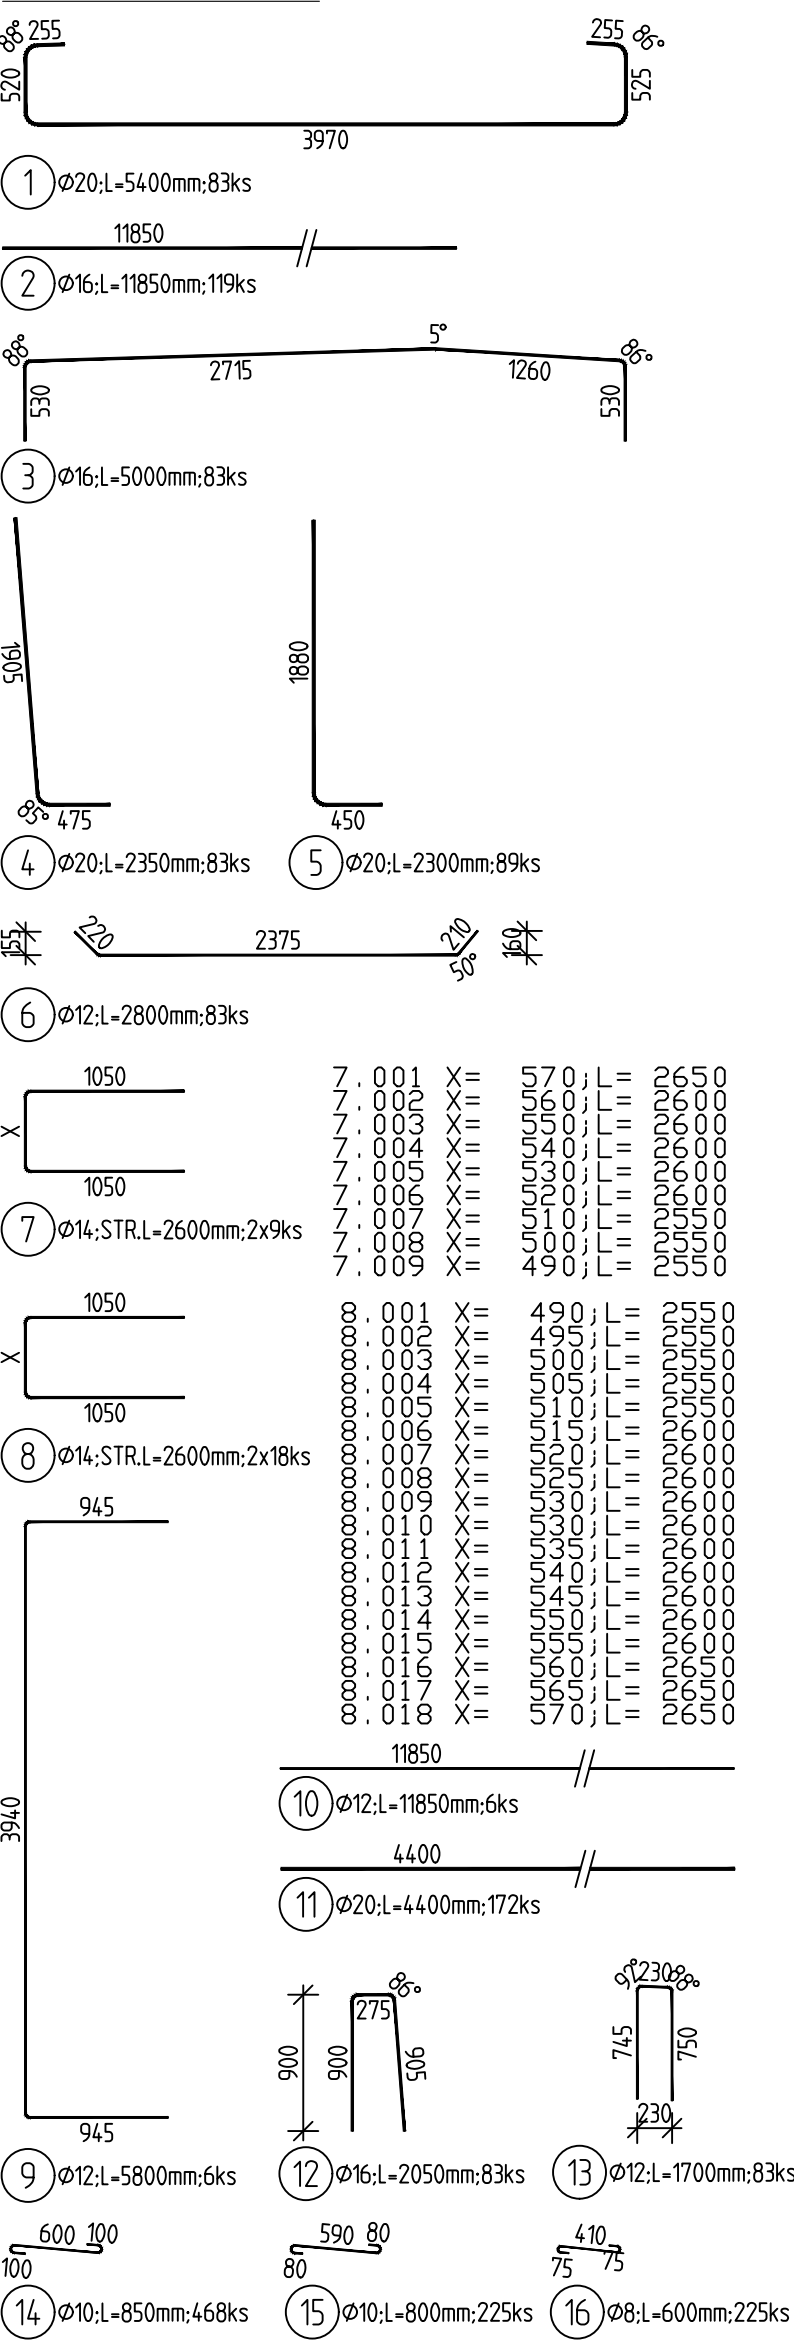 88° 255 255 86°
520 525
3970
1 Ø20;L=5400mm;83ks
11850
2 Ø16;L=11850mm;119ks
88° 5° 86°
2715 1260
530 530
3 Ø16;L=5000mm;83ks
1905 1880
85° 475 450
4 Ø20;L=2350mm;83ks
5 Ø20;L=2300mm;89ks
155 220 2375 210 160
50°
6 Ø12;L=2800mm;83ks
1050
X
1050
7 Ø14;STR.L=2600mm;2x9ks
7.001 X= 570;L= 2650
7.002 X= 560;L= 2600
7.003 X= 550;L= 2600
7.004 X= 540;L= 2600
7.005 X= 530;L= 2600
7.006 X= 520;L= 2600
7.007 X= 510;L= 2550
7.008 X= 500;L= 2550
7.009 X= 490;L= 2550
1050
X
1050
8 Ø14;STR.L=2600mm;2x18ks
8.001 X= 490;L= 2550
8.002 X= 495;L= 2550
8.003 X= 500;L= 2550
8.004 X= 505;L= 2550
8.005 X= 510;L= 2550
8.006 X= 515;L= 2600
8.007 X= 520;L= 2600
8.008 X= 525;L= 2600
8.009 X= 530;L= 2600
8.010 X= 530;L= 2600
8.011 X= 535;L= 2600
8.012 X= 540;L= 2600
8.013 X= 545;L= 2600
8.014 X= 550;L= 2600
8.015 X= 555;L= 2600
8.016 X= 560;L= 2650
8.017 X= 565;L= 2650
8.018 X= 570;L= 2650
945
3940
945
9 Ø12;L=5800mm;6ks
11850
10 Ø12;L=11850mm;6ks
4400
11 Ø20;L=4400mm;172ks
86°
275
900 900 905
12 Ø16;L=2050mm;83ks
92° 230 88°
745 750
230
13 Ø12;L=1700mm;83ks
600 100
100
14 Ø10;L=850mm;468ks
590 80
80
15 Ø10;L=800mm;225ks
410
75 75
16 Ø8;L=600mm;225ks